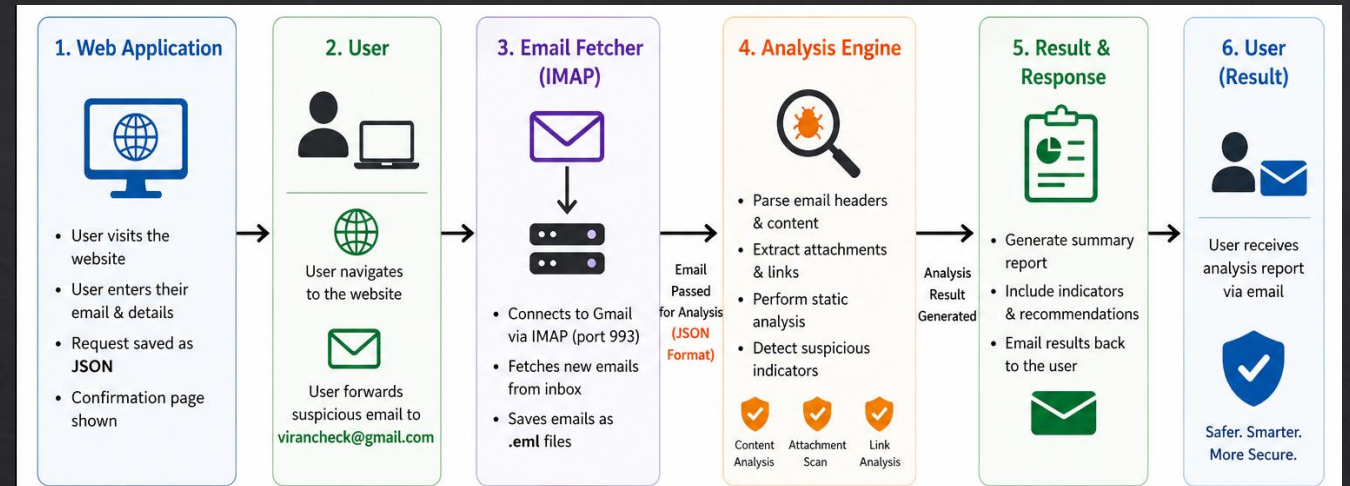 1. Web Application
• User visits the
website
• User enters their
email & details
• Request saved as
JSON
• Confirmation page
shown
2. User
User navigates
to the website
User forwards
suspicious email to
virancheck@gmail.com
3. Email Fetcher
(IMAP)
• Connects to Gmail
via IMAP (port 993)
• Fetches new emails
from inbox
• Saves emails as
.eml files
Email
Passed
for Analysis
(JSON
Format)
4. Analysis Engine
• Parse email headers
& content
• Extract attachments
& links
• Perform static
analysis
• Detect suspicious
indicators
Content
Analysis
Attachment
Scan
Link
Analysis
Analysis
Result
Generated
5. Result &
Response
• Generate summary
report
• Include indicators
& recommendations
• Email results back
to the user
6. User
(Result)
User receives
analysis report
via email
Safer. Smarter.
More Secure.